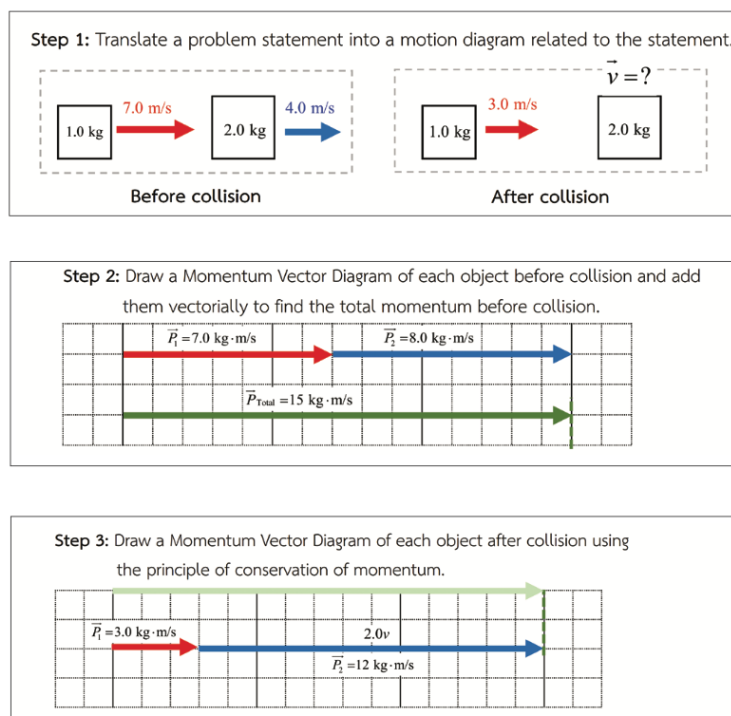 Step 1: Translate a problem statement into a motion diagram related to the statement.
v⃗ = ?
7.0 m/s
4.0 m/s
3.0 m/s
1.0 kg
2.0 kg
1.0 kg
2.0 kg
Before collision
After collision
Step 2: Draw a Momentum Vector Diagram of each object before collision and add
them vectorially to find the total momentum before collision.
P⃗₁ =7.0 kg·m/s
P⃗₂ =8.0 kg·m/s
P⃗Total =15 kg·m/s
Step 3: Draw a Momentum Vector Diagram of each object after collision using
the principle of conservation of momentum.
P⃗₁ =3.0 kg·m/s
2.0v
P⃗₂ =12 kg·m/s